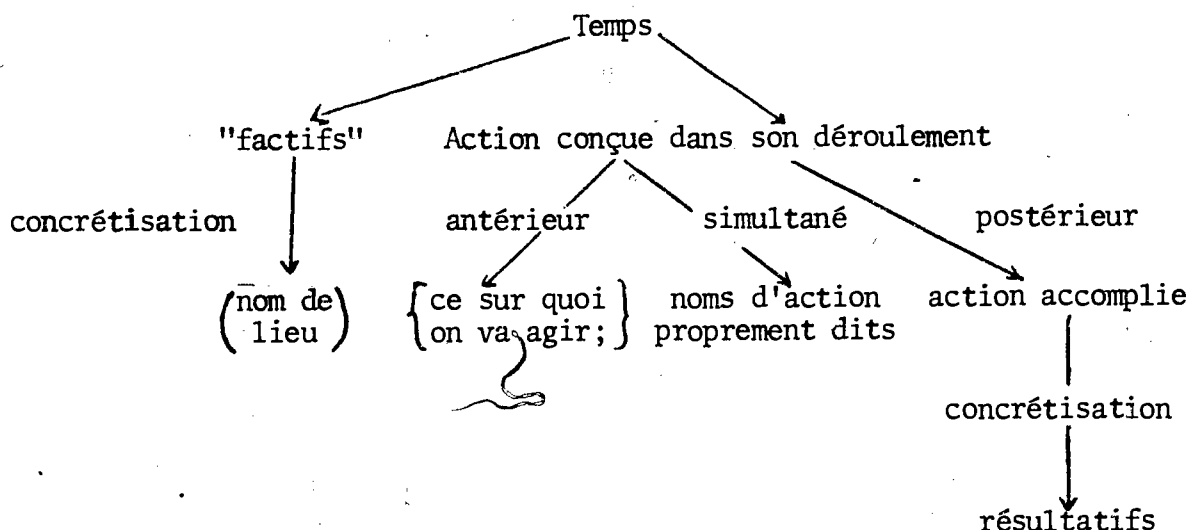 Temps
"factifs" Action conçue dans son déroulement
concrétisation antérieur simultané postérieur
(nom de {ce sur quoi noms d'action action accomplie
lieu) on va agir;} proprement dits
concrétisation
résultatifs